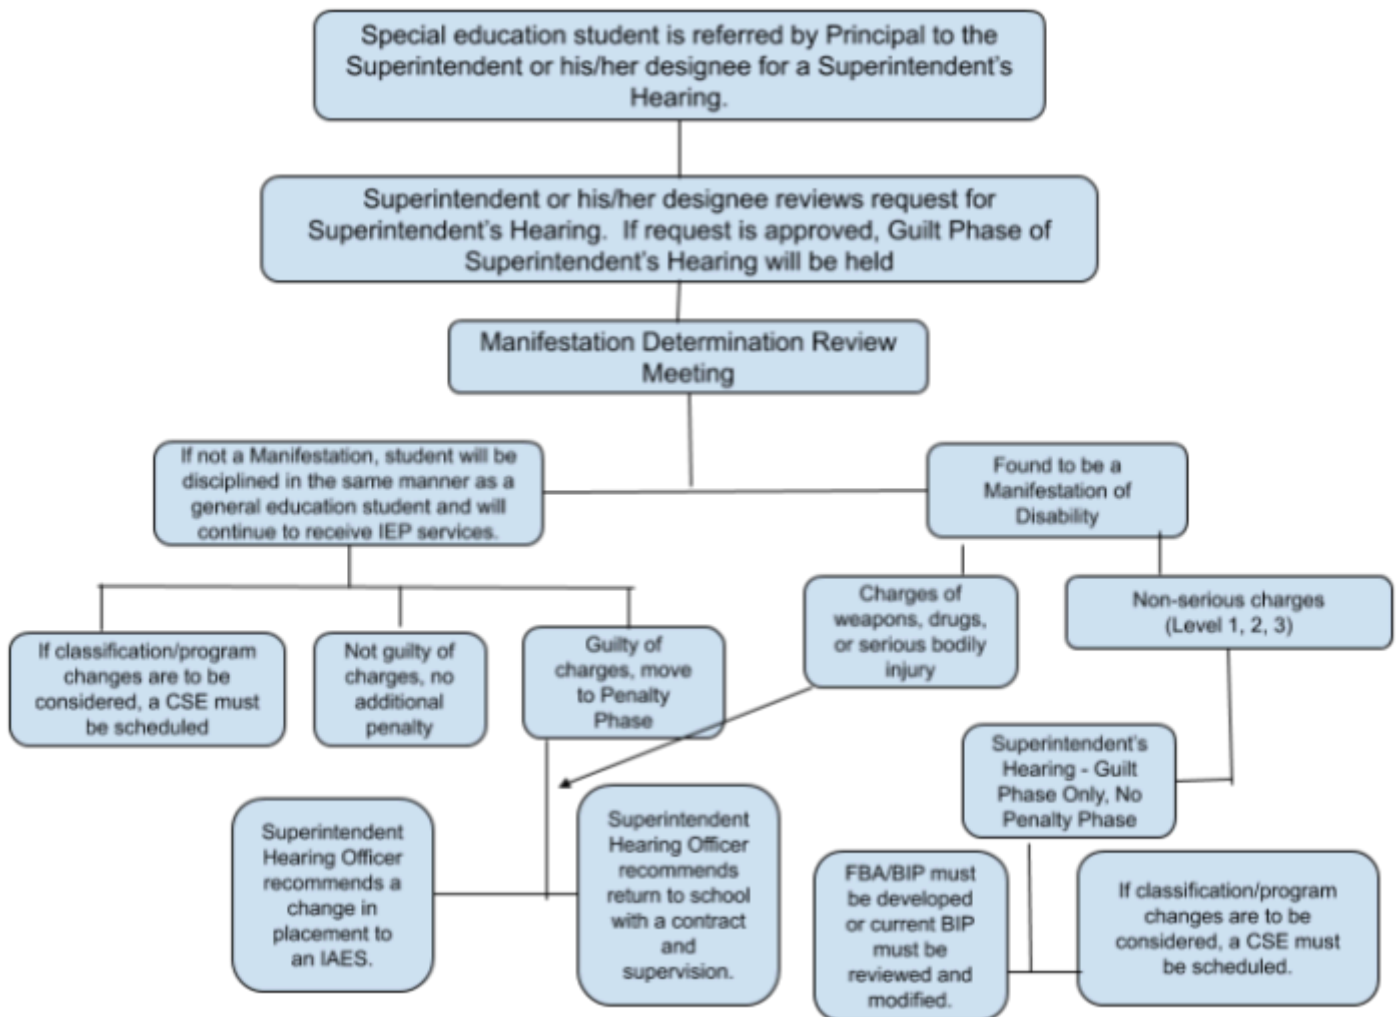 Special education student is referred by Principal to the
Superintendent or his/her designee for a Superintendent's
Hearing.
Superintendent or his/her designee reviews request for
Superintendent's Hearing. If request is approved, Guilt Phase of
Superintendent's Hearing will be held
Manifestation Determination Review
Meeting
If not a Manifestation, student will be
disciplined in the same manner as a
general education student and will
continue to receive IEP services.
Found to be a
Manifestation of
Disability
If classification/program
changes are to be
considered, a CSE must
be scheduled
Not guilty of
charges, no
additional
penalty
Guilty of
charges, move
to Penalty
Phase
Charges of
weapons, drugs,
or serious bodily
injury
Non-serious charges
(Level 1, 2, 3)
Superintendent's
Hearing - Guilt
Phase Only, No
Penalty Phase
Superintendent
Hearing Officer
recommends a
change in
placement to
an IAES.
Superintendent
Hearing Officer
recommends
return to school
with a contract
and
supervision.
FBA/BIP must
be developed
or current BIP
must be
reviewed and
modified.
If classification/program
changes are to be
considered, a CSE must
be scheduled.